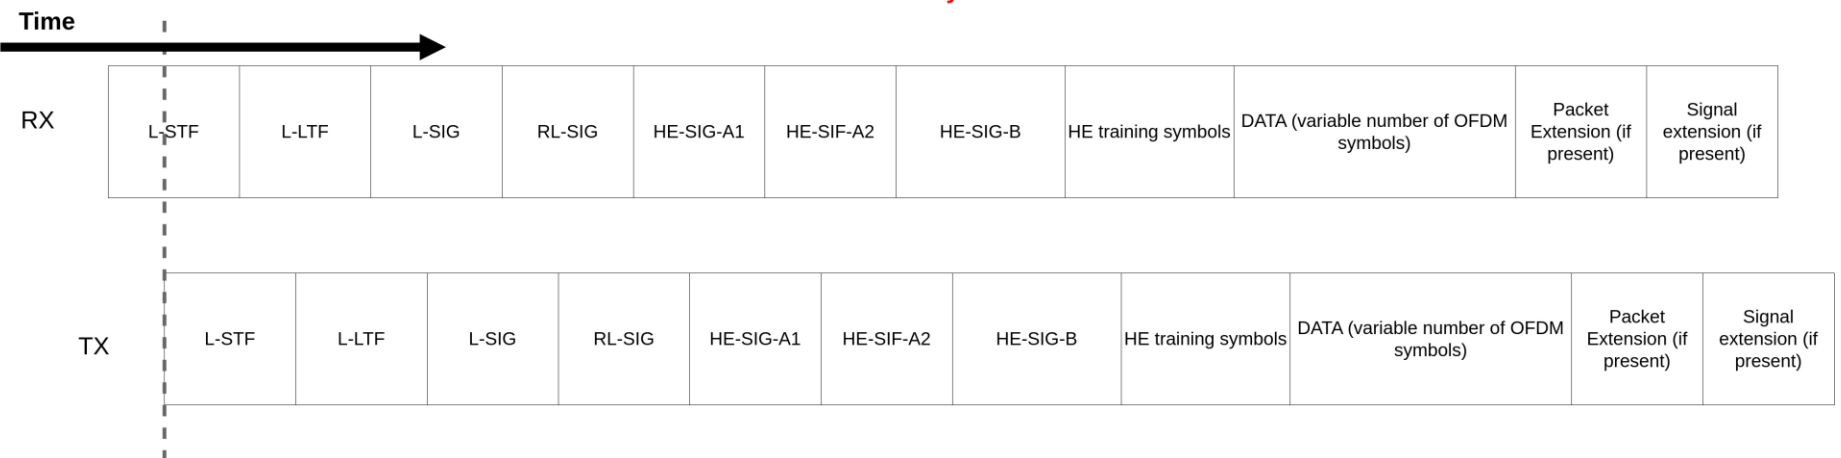 Time
RX
L-STF
L-LTF
L-SIG
RL-SIG
HE-SIG-A1
HE-SIF-A2
HE-SIG-B
HE training symbols
DATA (variable number of OFDM
symbols)
Packet
Extension (if
present)
Signal
extension (if
present)
TX
L-STF
L-LTF
L-SIG
RL-SIG
HE-SIG-A1
HE-SIF-A2
HE-SIG-B
HE training symbols
DATA (variable number of OFDM
symbols)
Packet
Extension (if
present)
Signal
extension (if
present)